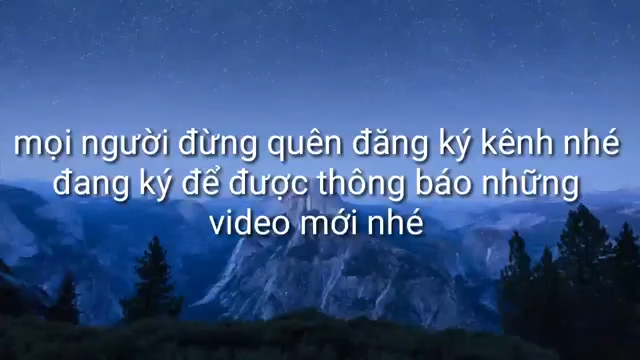 mọi người đừng quên đăng ký kênh nhé
đang ký để được thông báo những
video mới nhé